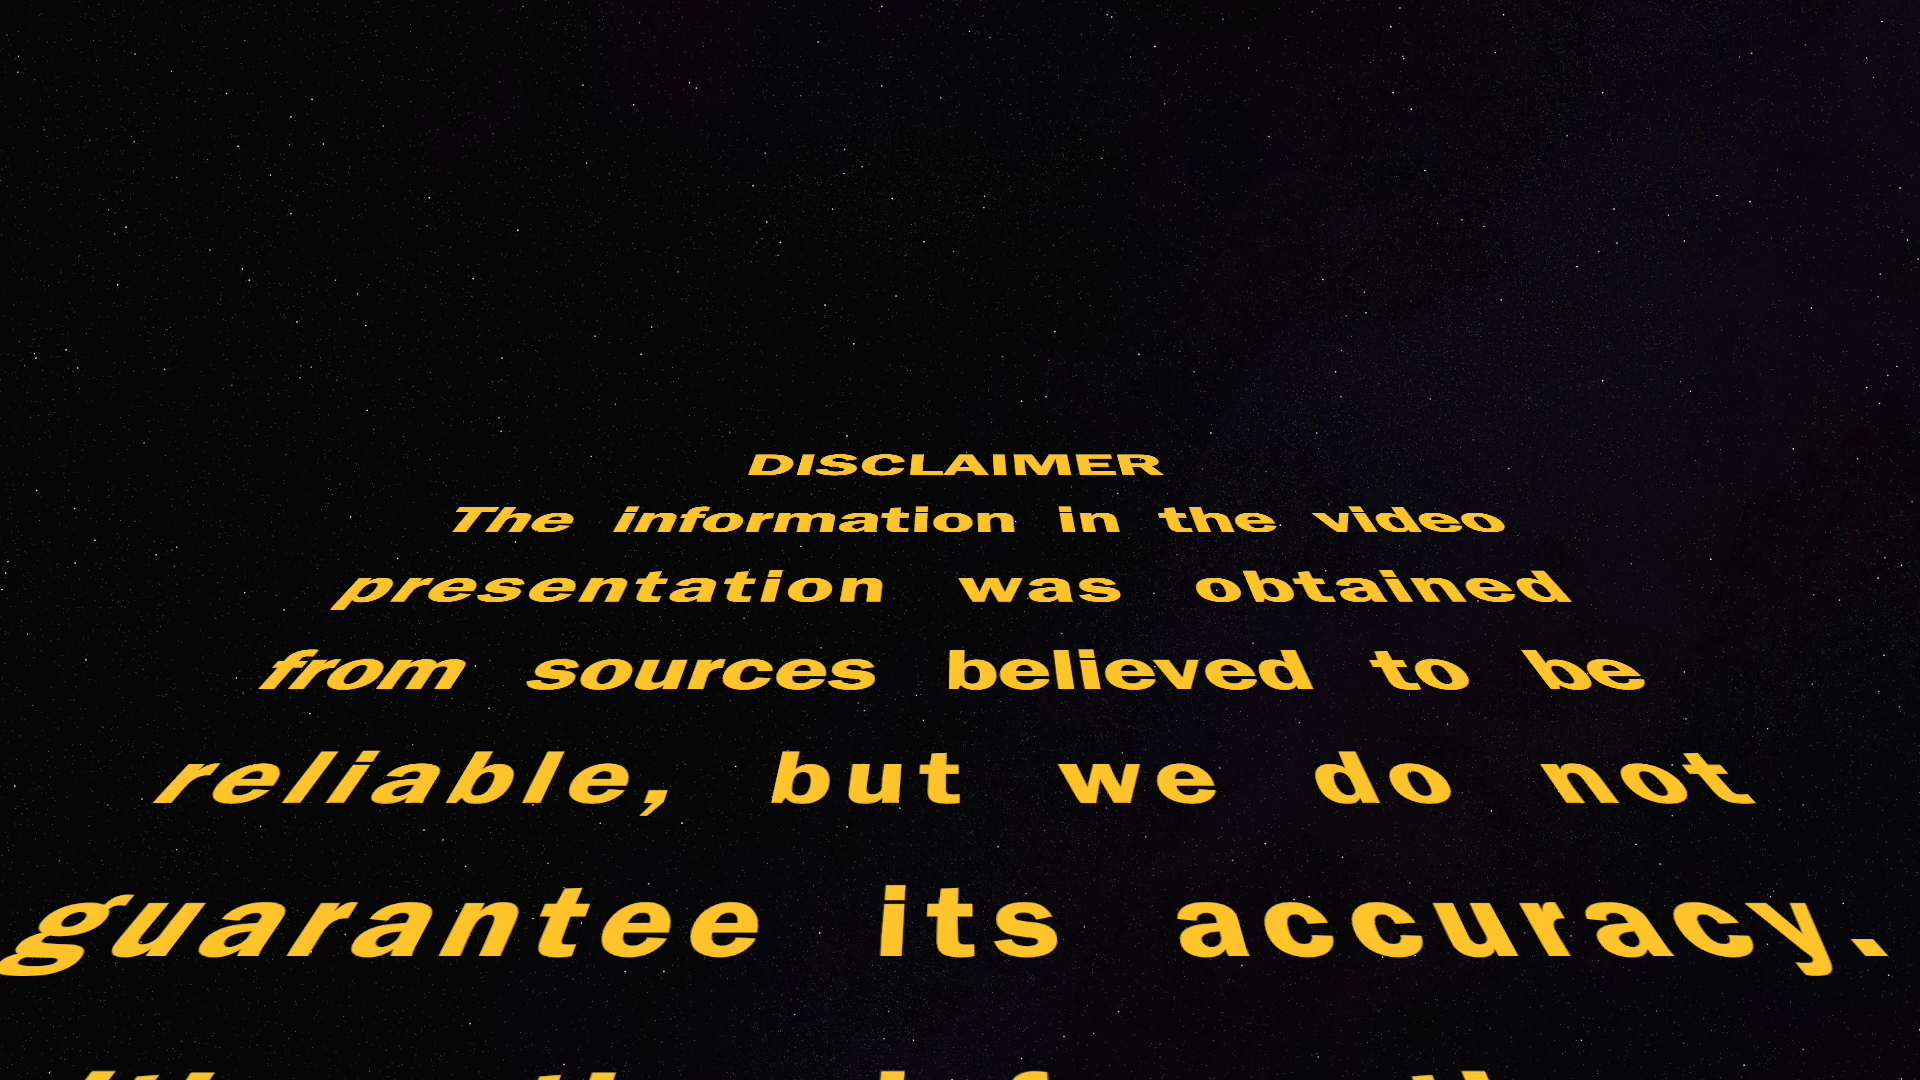 DISCLAIMER
The information in the video
presentation was obtained
from sources believed to be
reliable, but we do not
guarantee its accuracy.